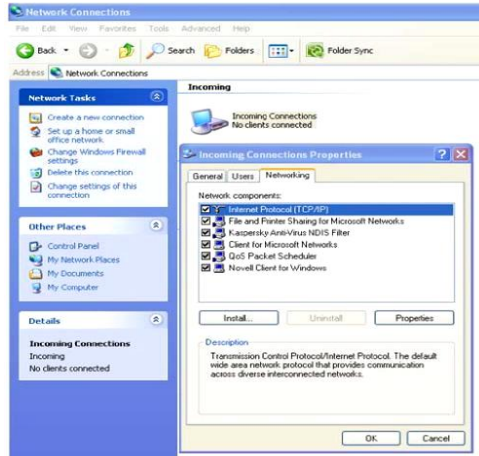 Network Connections
File Edit View Favorites Tools Advanced Help
Back Search Folders Folder Sync
Address Network Connections
Network Tasks
Create a new connection
Set up a home or small
office network
Change Windows Firewall
settings
Delete this connection
Change settings of this
connection
Other Places
Control Panel
My Network Places
My Documents
My Computer
Details
Incoming Connections
Incoming
No clients connected
Incoming
Incoming Connections
No clients connected
Incoming Connections Properties
General Users Networking
Network components:
Internet Protocol (TCP/IP)
File and Printer Sharing for Microsoft Networks
Kaspersky Anti-Virus NDIS Filter
Client for Microsoft Networks
QoS Packet Scheduler
Novell Client for Windows
Install... Uninstall Properties
Description
Transmission Control Protocol/Internet Protocol. The default
wide area network protocol that provides communication
across diverse interconnected networks.
OK Cancel